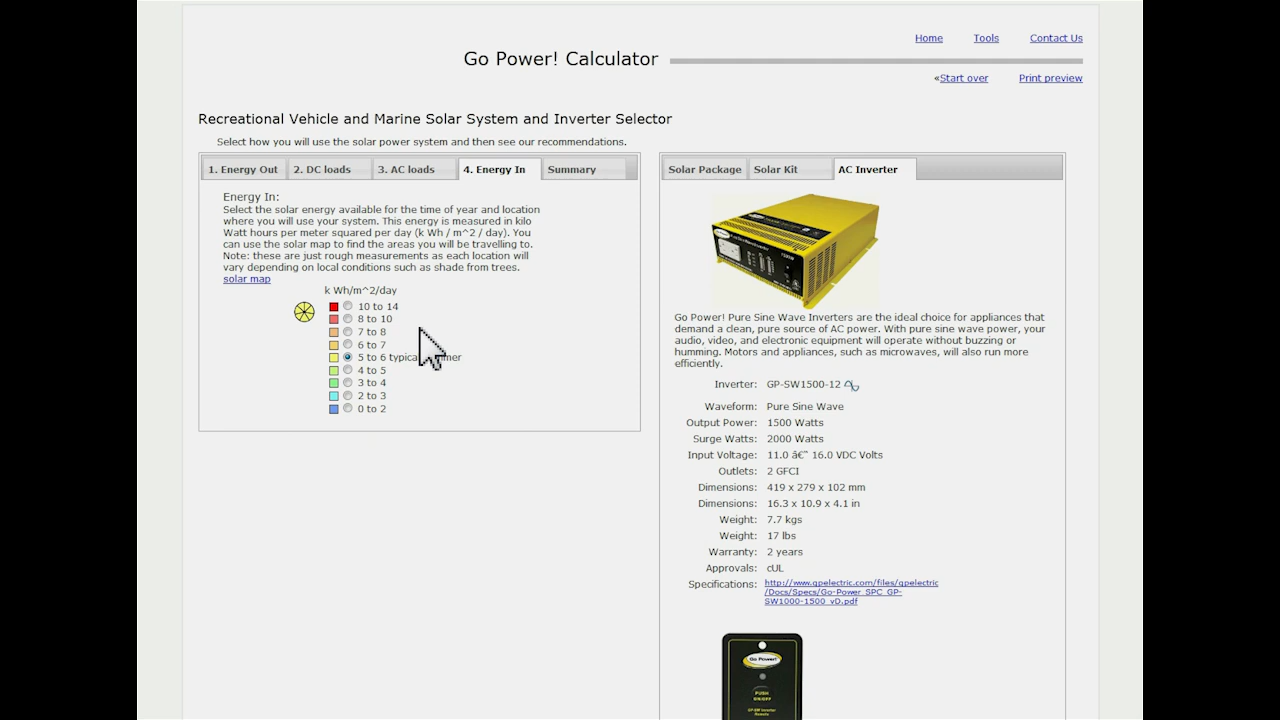 Home Tools Contact Us
Go Power! Calculator
«Start over Print preview
Recreational Vehicle and Marine Solar System and Inverter Selector
Select how you will use the solar power system and then see our recommendations.
1. Energy Out 2. DC loads 3. AC loads 4. Energy In Summary
Energy In:
Select the solar energy available for the time of year and location
where you will use your system. This energy is measured in kilo
Watt hours per meter squared per day (k Wh / m^2 / day). You
can use the solar map to find the areas you will be travelling to.
Note: these are just rough measurements as each location will
vary depending on local conditions such as shade from trees.
solar map
k Wh/m^2/day
10 to 14
8 to 10
7 to 8
6 to 7
5 to 6
4 to 5
3 to 4
2 to 3
0 to 2
Solar Package Solar Kit AC Inverter
Go Power! Pure Sine Wave Inverters are the ideal choice for appliances that
demand a clean, pure source of AC power. With pure sine wave power, your
audio, video, and electronic equipment will operate without buzzing or
humming. Motors and appliances, such as microwaves, will also run more
efficiently.
Inverter: GP-SW1500-12
Waveform: Pure Sine Wave
Output Power: 1500 Watts
Surge Watts: 2000 Watts
Input Voltage: 11.0 â€“ 16.0 VDC Volts
Outlets: 2 GFCI
Dimensions: 419 x 279 x 102 mm
Dimensions: 16.3 x 10.9 x 4.1 in
Weight: 7.7 kgs
Weight: 17 lbs
Warranty: 2 years
Approvals: cUL
Specifications: http://www.gpelectric.com/files/gpelectric
/Docs/Specs/Go-Power_SPC_GP-
SW1000-1500_vD.pdf
Go Power!
PUSH
ON/OFF
GP-SW Inverter
Remote